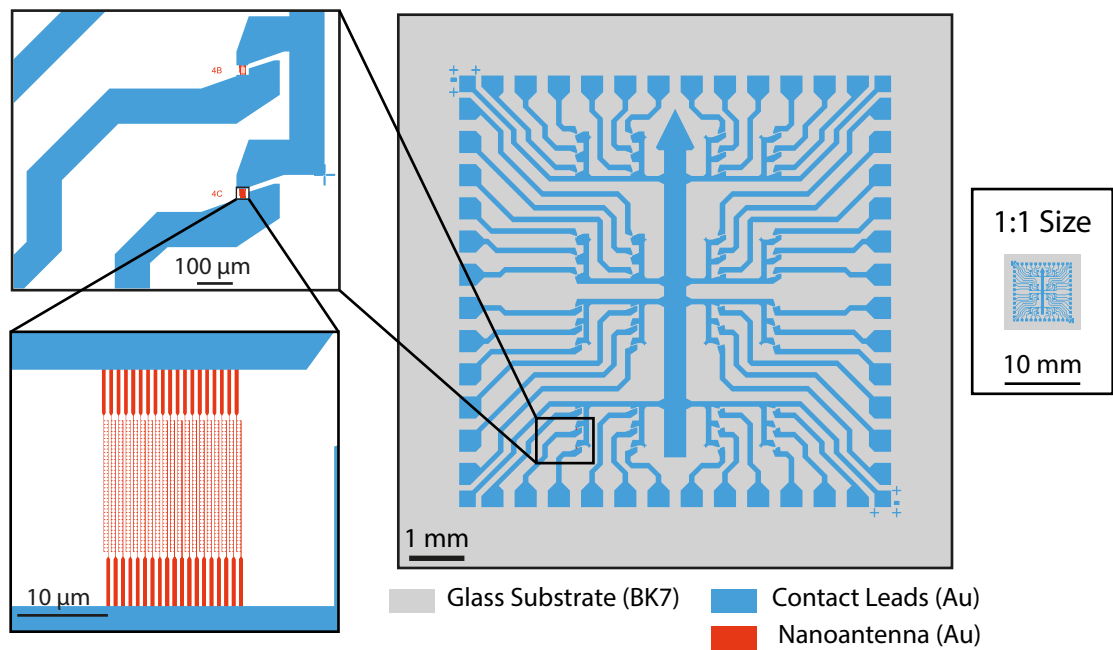 4B
4C
100 µm
10 µm
1 mm
1:1 Size
10 mm
Glass Substrate (BK7)
Contact Leads (Au)
Nanoantenna (Au)